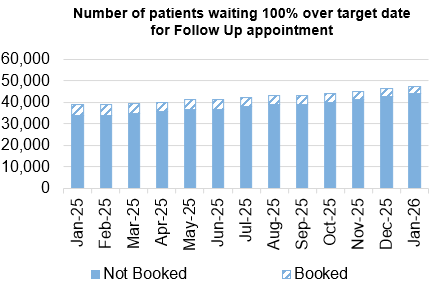 Number of patients waiting 100% over target date
for Follow Up appointment
60,000
50,000
40,000
30,000
20,000
10,000
0
Jan-25
Feb-25
Mar-25
Apr-25
May-25
Jun-25
Jul-25
Aug-25
Sep-25
Oct-25
Nov-25
Dec-25
Jan-26
Not Booked
Booked